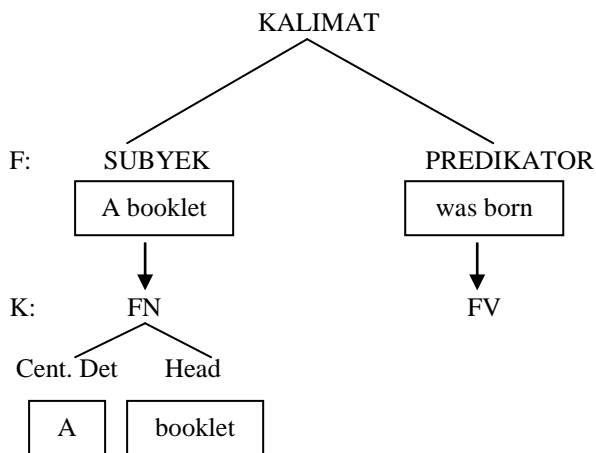 KALIMAT
F: SUBYEK PREDIKATOR
A booklet was born
K: FN FV
Cent. Det Head
A booklet